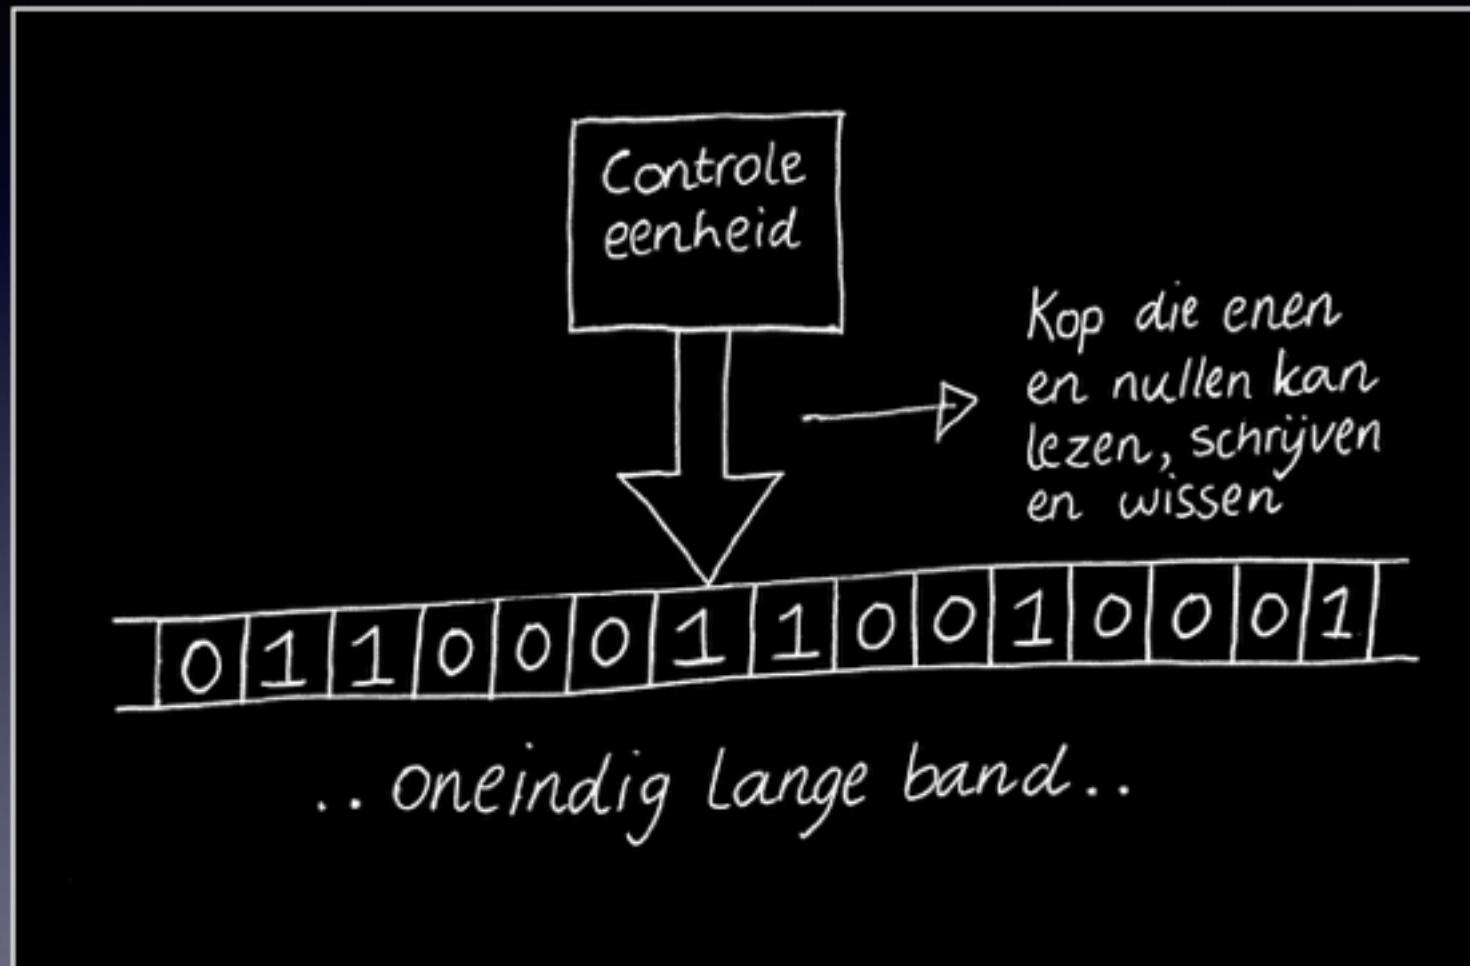 Controle
eenheid
Kop die enen
en nullen kan
lezen, schrijven
en wissen
0 1 1 0 0 0 1 1 0 0 1 0 0 0 1
.. oneindig lange band ..